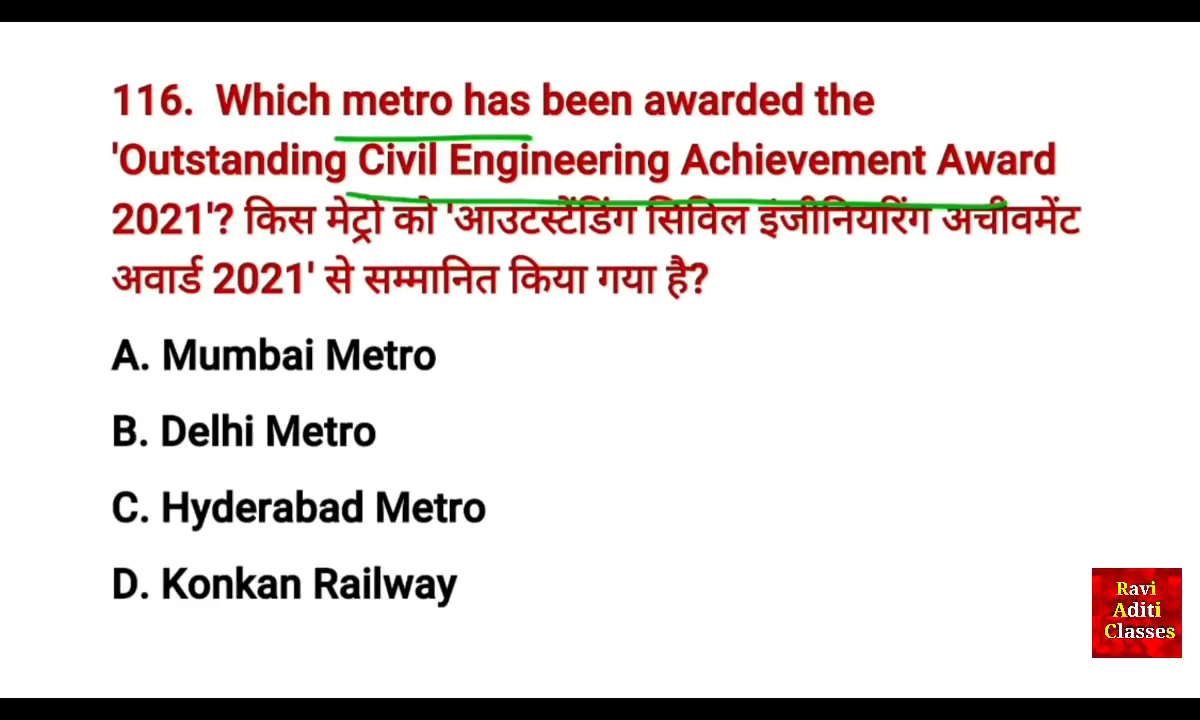 116. Which metro has been awarded the
'Outstanding Civil Engineering Achievement Award
2021'? किस मेट्रो को 'आउटस्टेंडिंग सिविल इंजीनियरिंग अचीवमेंट
अवार्ड 2021' से सम्मानित किया गया है?
A. Mumbai Metro
B. Delhi Metro
C. Hyderabad Metro
D. Konkan Railway
Ravi
Aditi
Classes